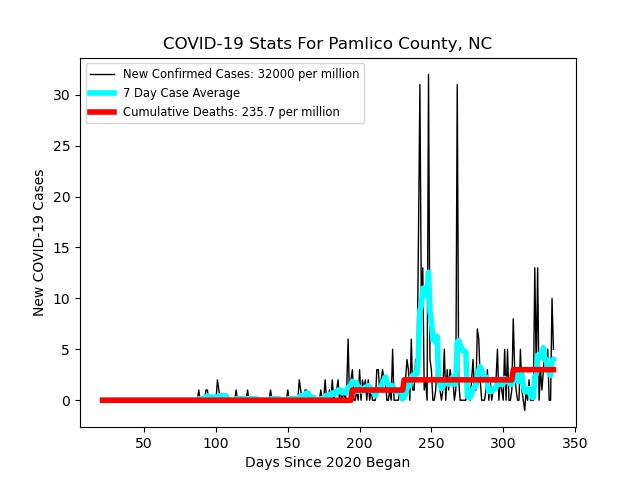 COVID-19 Stats For Pamlico County, NC
New Confirmed Cases: 32000 per million
7 Day Case Average
Cumulative Deaths: 235.7 per million
New COVID-19 Cases
30
25
20
15
10
5
0
50 100 150 200 250 300 350
Days Since 2020 Began